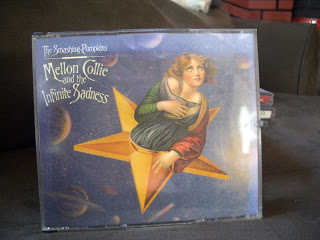 The Smashing Pumpkins
Mellon Collie
and the
Infinite Sadness